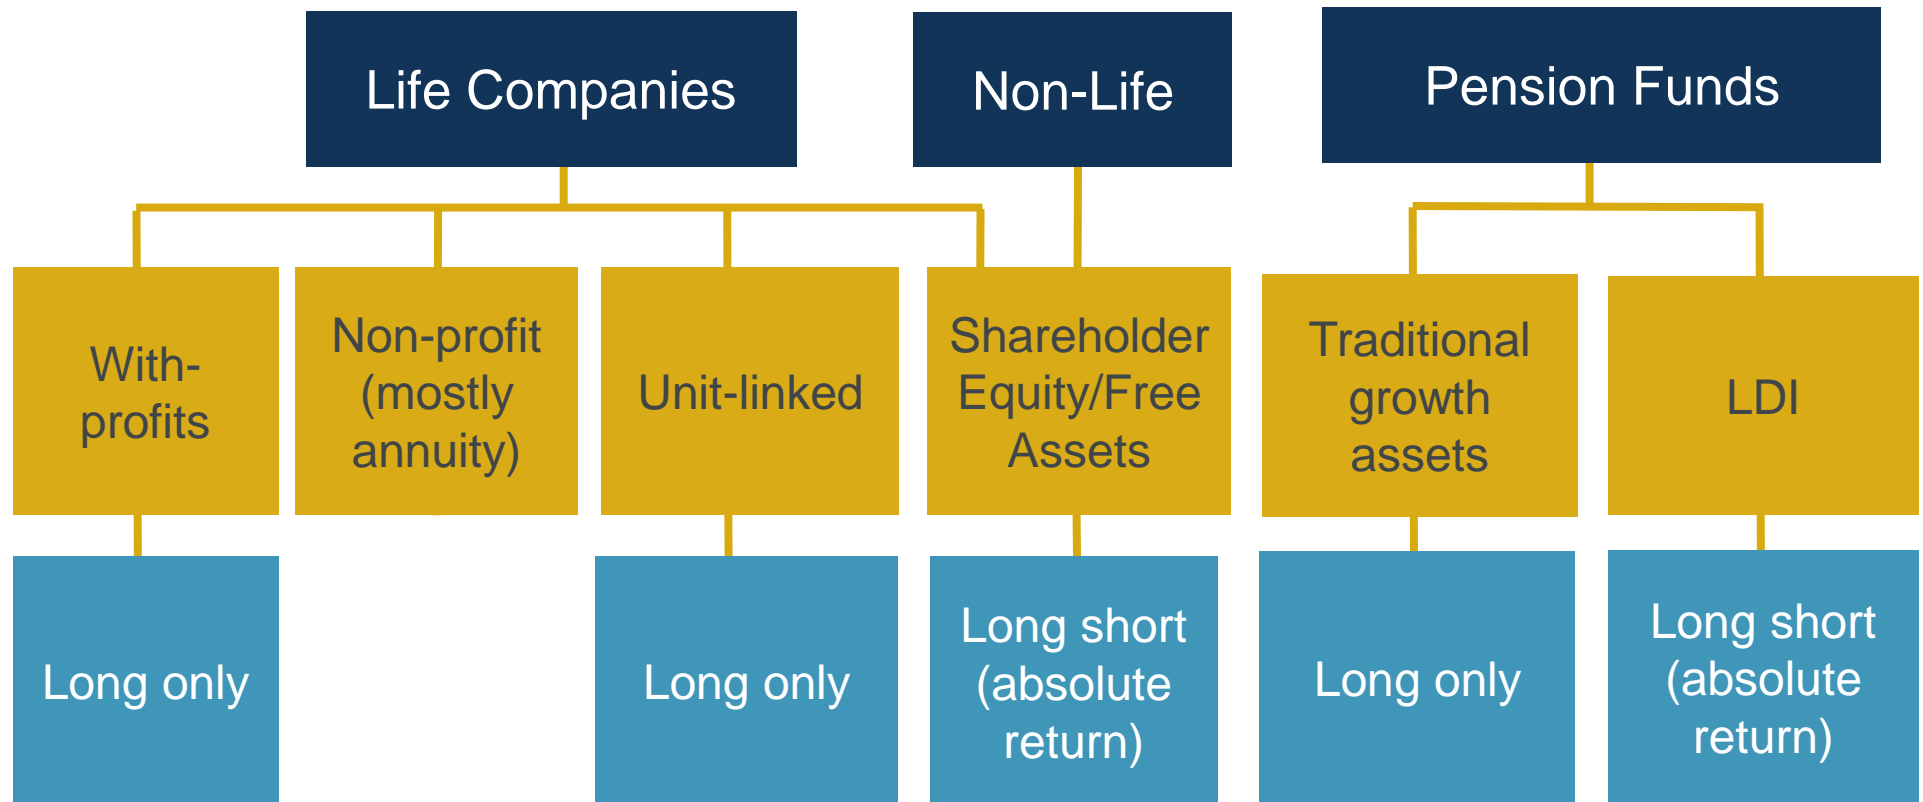 Life Companies
Non-Life
Pension Funds
With-
profits
Non-profit
(mostly
annuity)
Unit-linked
Shareholder
Equity/Free
Assets
Traditional
growth
assets
LDI
Long only
Long only
Long short
(absolute
return)
Long only
Long short
(absolute
return)